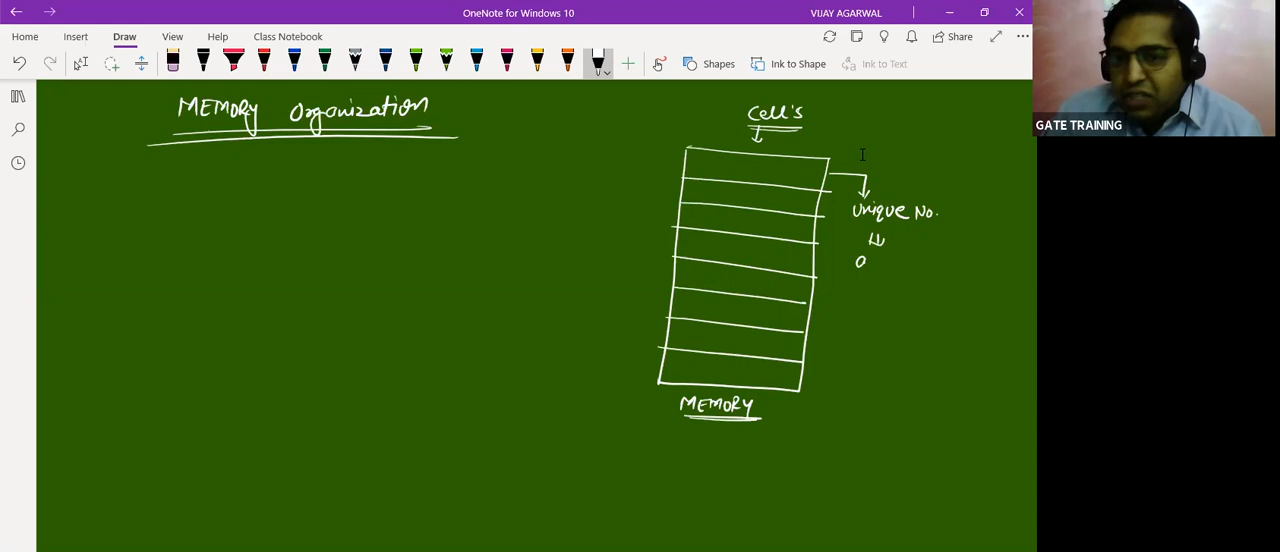 OneNote for Windows 10
VIJAY AGARWAL
Home
Insert
Draw
View
Help
Class Notebook
Share
Shapes
Ink to Shape
Ink to Text
GATE TRAINING
MEMORY Organization
Cell's
Unique No.
0
MEMORY